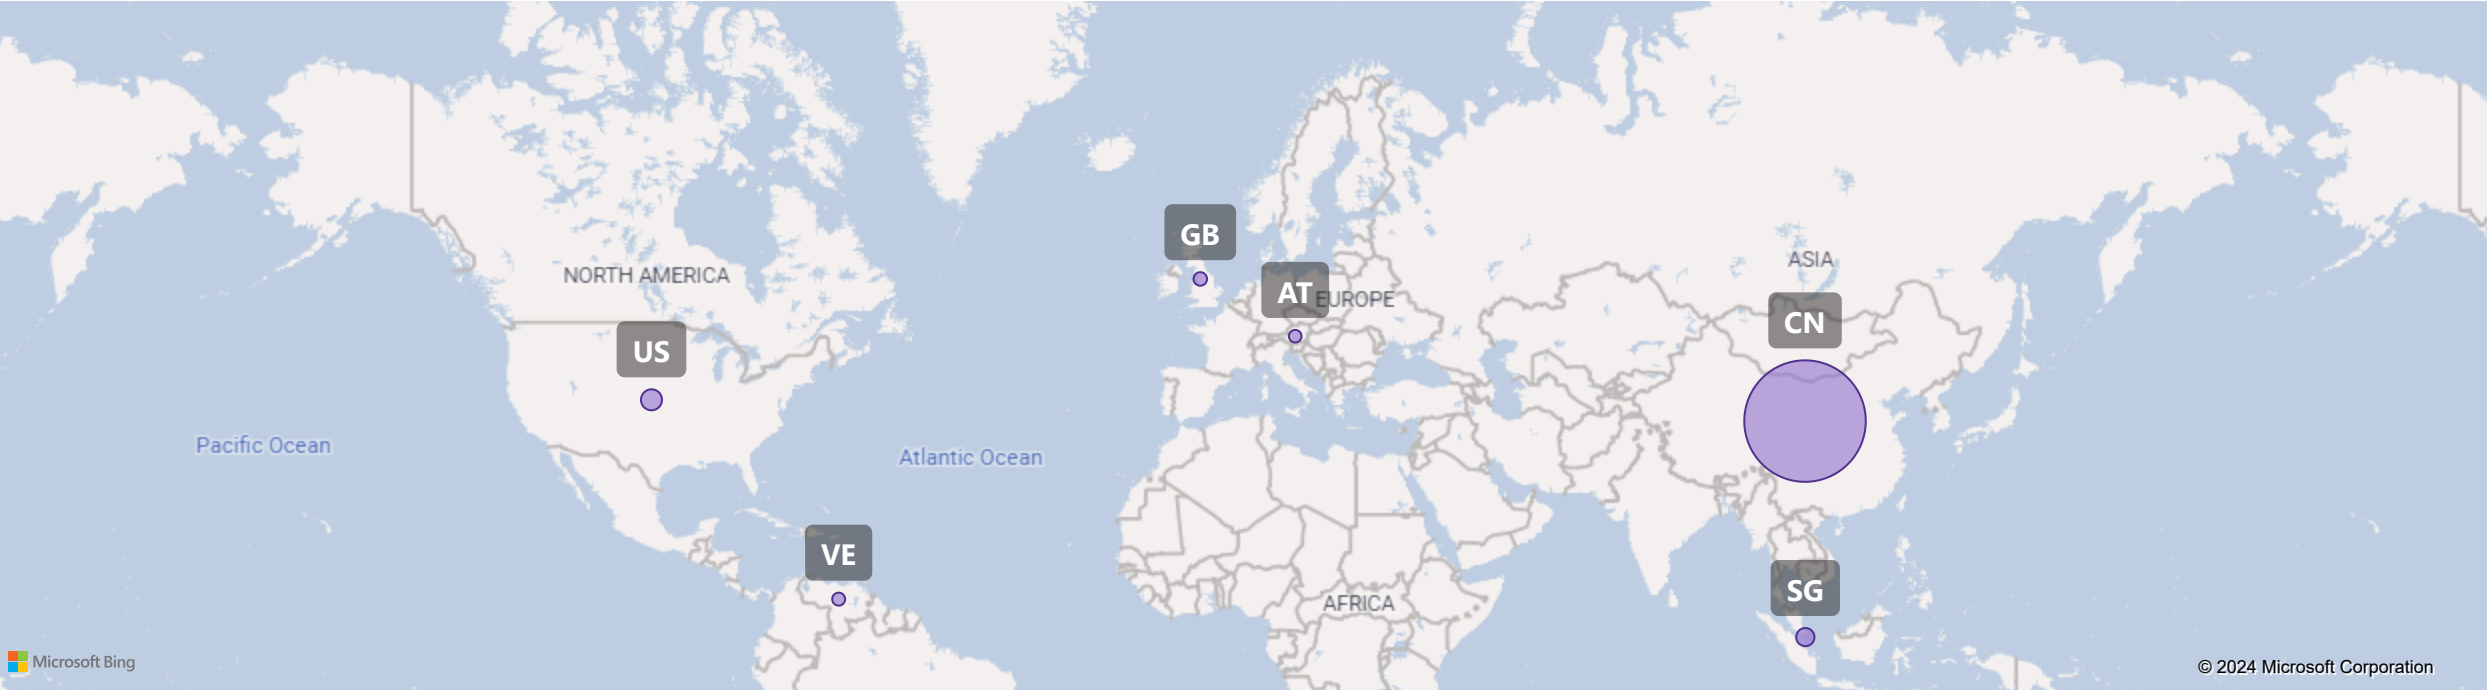 GB
ASIA
NORTH AMERICA
AT
EUROPE
CN
US
Pacific Ocean
Atlantic Ocean
VE
SG
AFRICA
Microsoft Bing
© 2024 Microsoft Corporation